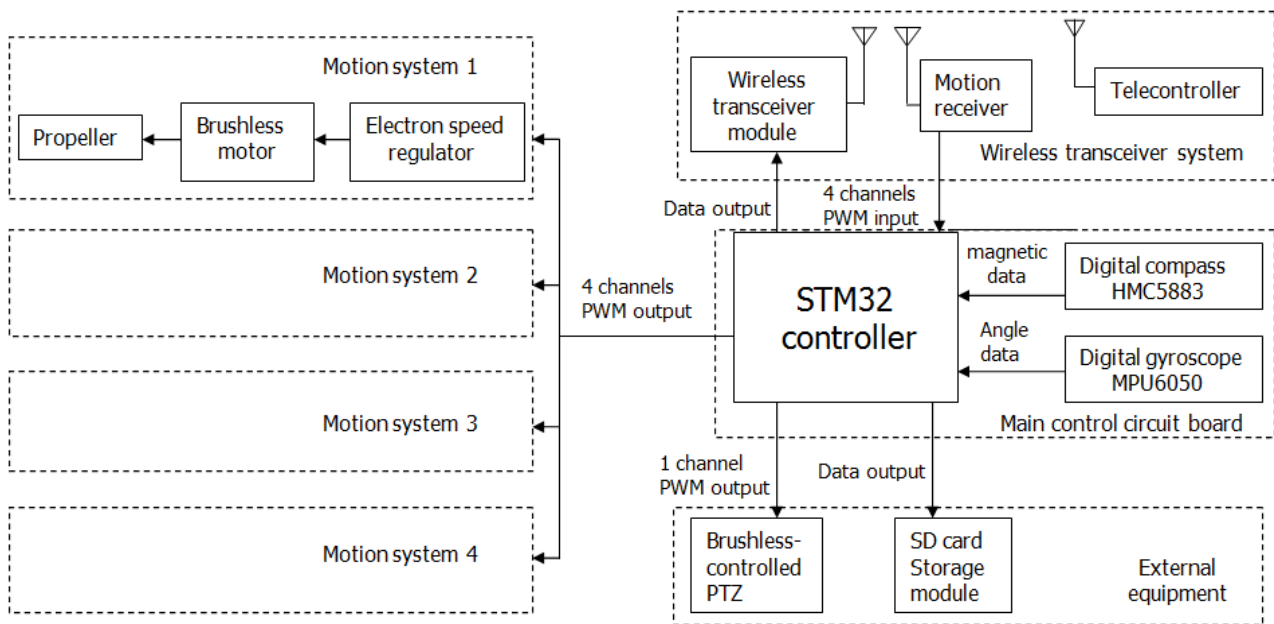 Motion system 1
Propeller
Brushless
motor
Electron speed
regulator
Motion system 2
Motion system 3
Motion system 4
4 channels
PWM output
Wireless
transceiver
module
Motion
receiver
Telecontroller
Wireless transceiver system
Data output
4 channels
PWM input
STM32
controller
magnetic
data
Digital compass
HMC5883
Angle
data
Digital gyroscope
MPU6050
Main control circuit board
1 channel
PWM output
Data output
Brushless-
controlled
PTZ
SD card
Storage
module
External
equipment